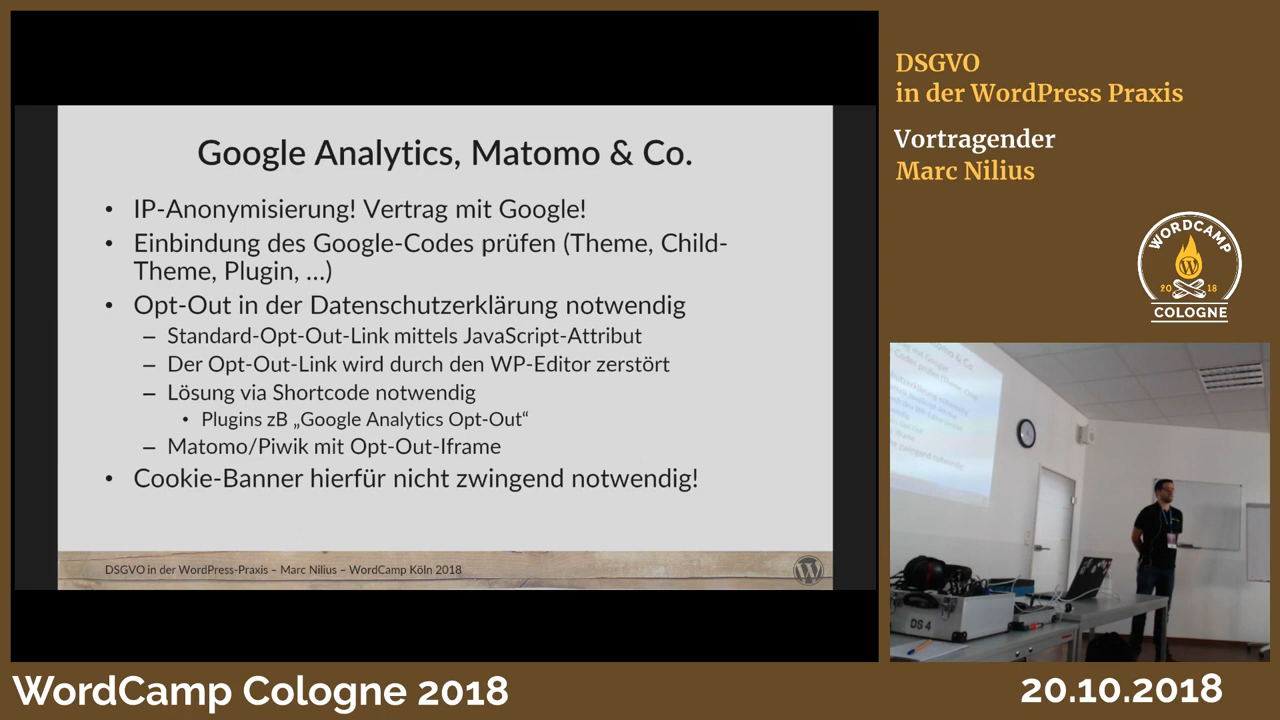 Google Analytics, Matomo & Co.
• IP-Anonymisierung! Vertrag mit Google!
• Einbindung des Google-Codes prüfen (Theme, Child-
Theme, Plugin, …)
• Opt-Out in der Datenschutzerklärung notwendig
– Standard-Opt-Out-Link mittels JavaScript-Attribut
– Der Opt-Out-Link wird durch den WP-Editor zerstört
– Lösung via Shortcode notwendig
• Plugins zB „Google Analytics Opt-Out“
– Matomo/Piwik mit Opt-Out-Iframe
• Cookie-Banner hierfür nicht zwingend notwendig!
DSGVO in der WordPress-Praxis – Marc Nilius – WordCamp Köln 2018
DSGVO
in der WordPress Praxis
Vortragender
Marc Nilius
WORDCAMP
20 18
COLOGNE
DS 4
WordCamp Cologne 2018
20.10.2018